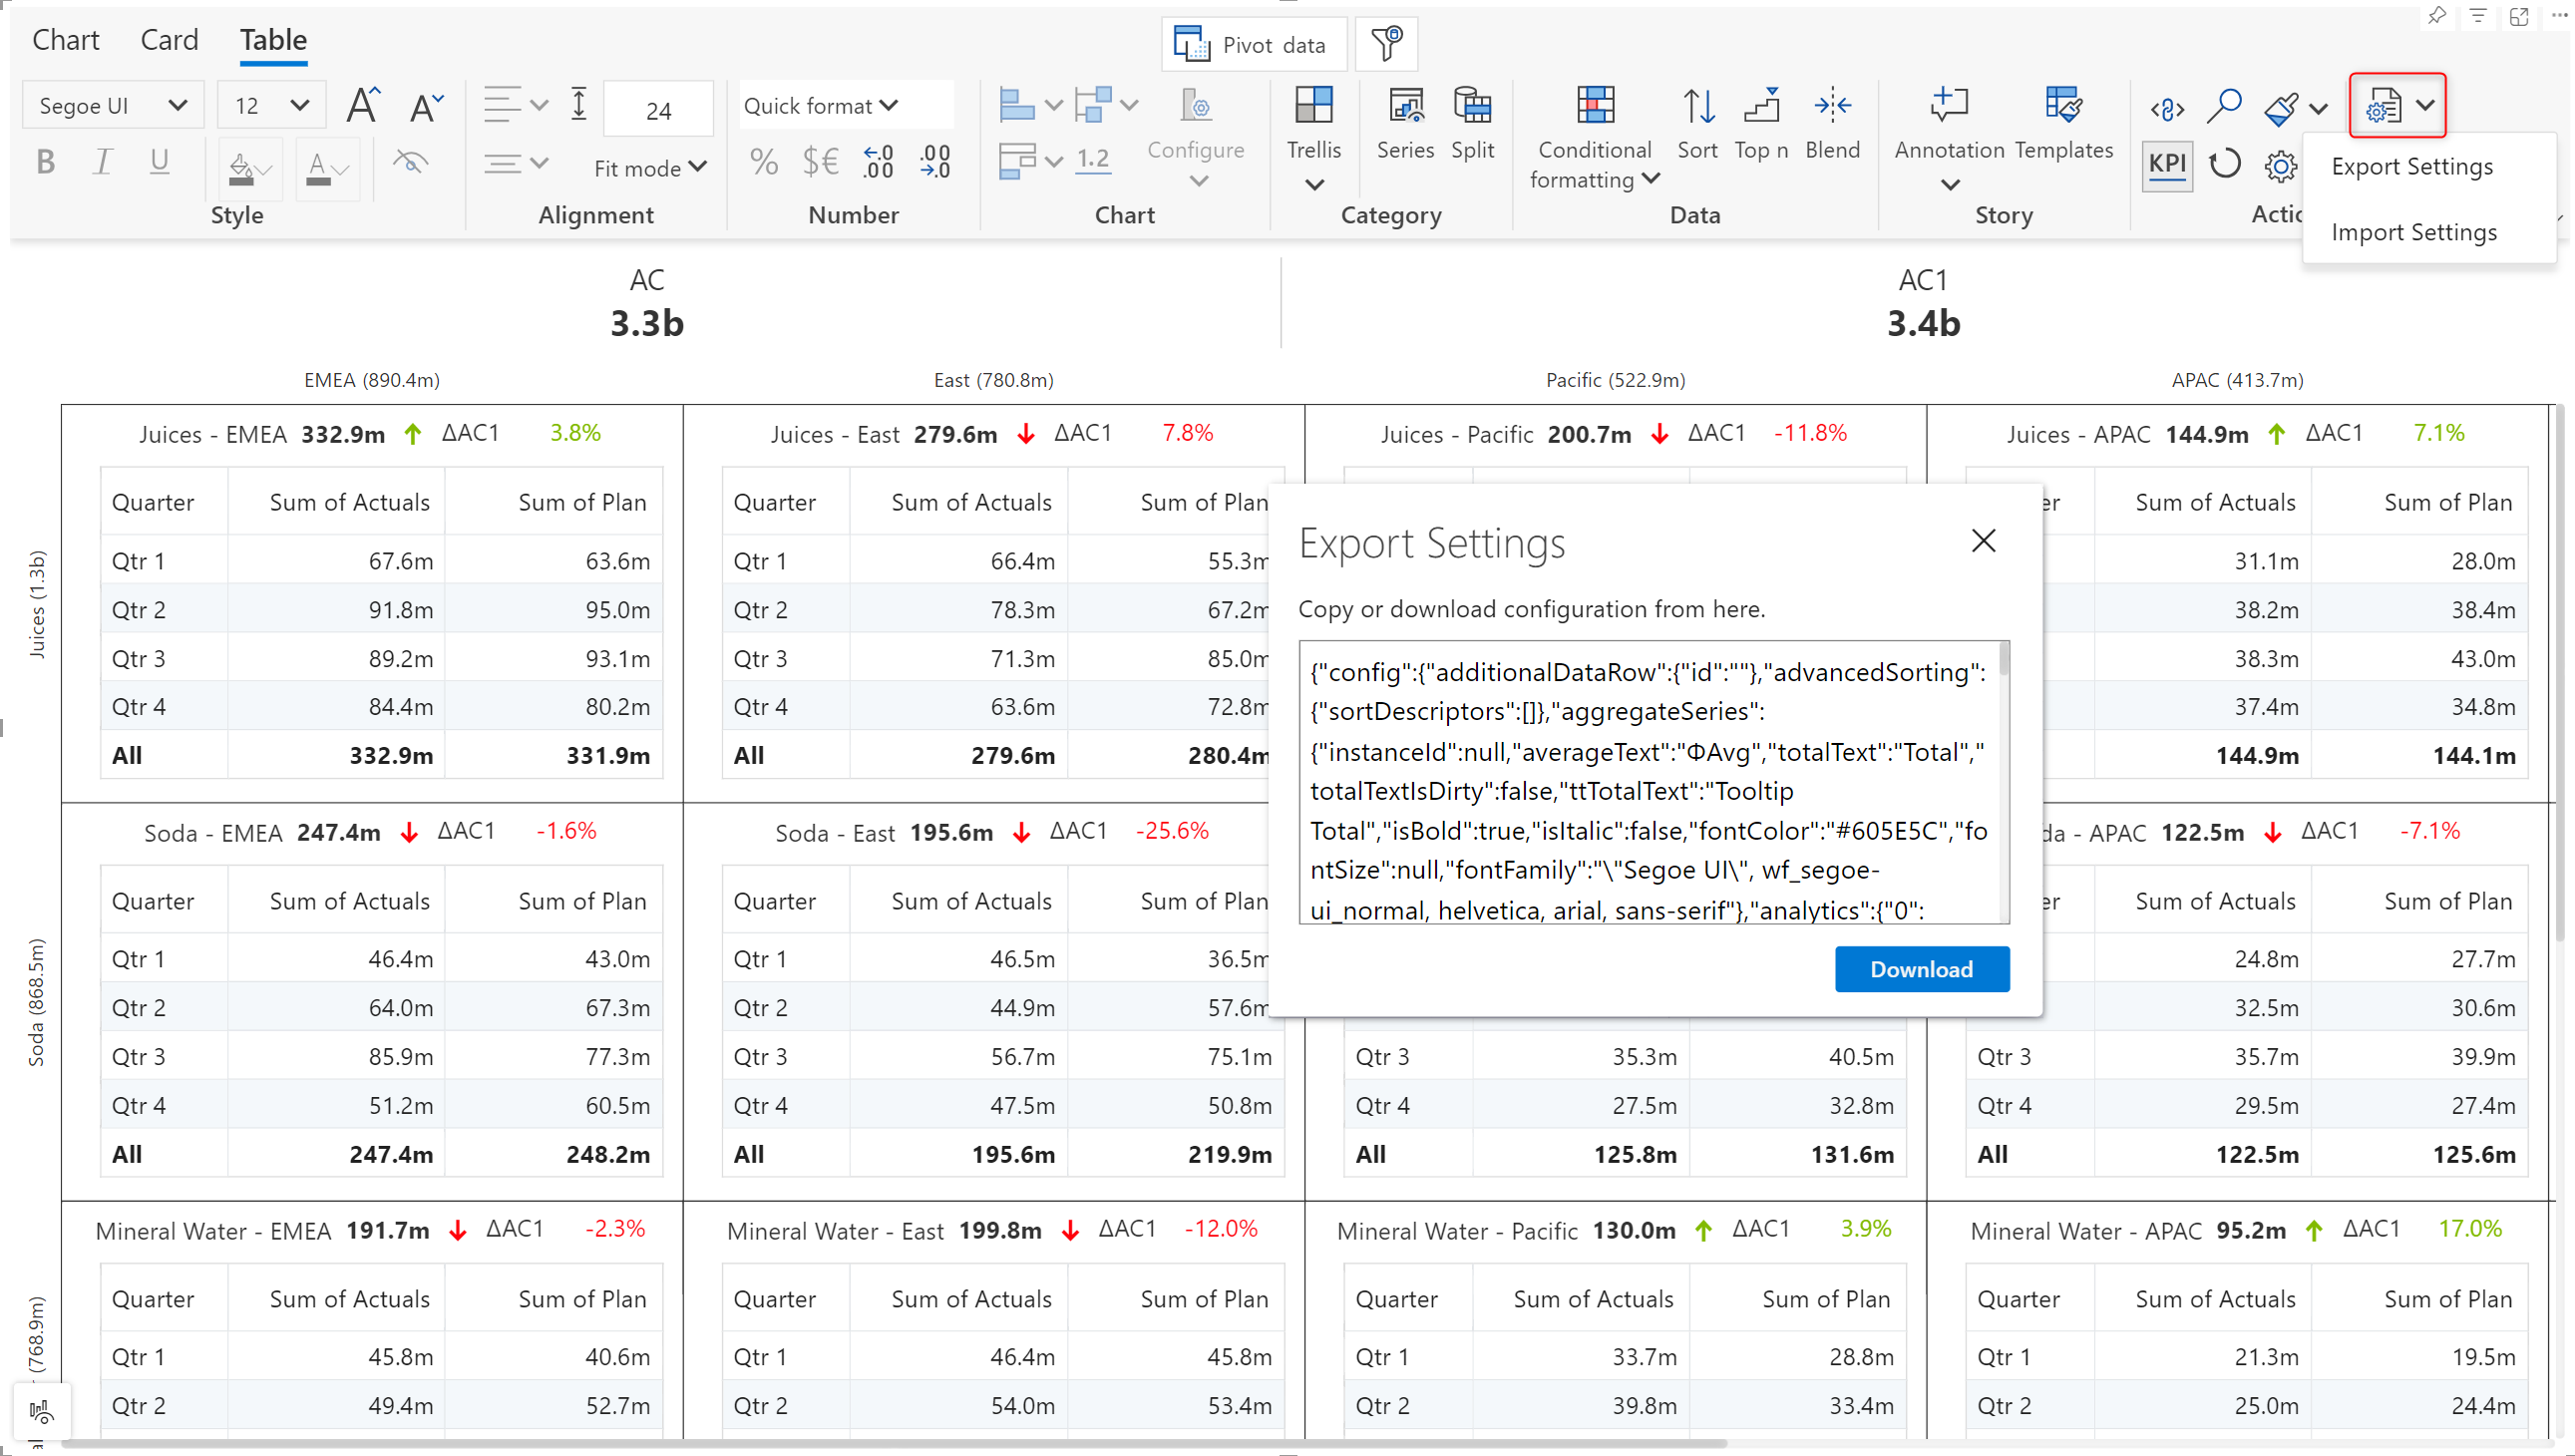 Chart Card Table
Pivot data
Segoe UI 12 A A 24 Quick format
B I U A Fit mode % $€ ←.0 .00 .00 →.0 1.2
Configure Trellis Series Split Conditional formatting Sort Top n Blend Annotation Templates KPI
Style Alignment Number Chart Category Data Story Actic
Export Settings
Import Settings
AC AC1
3.3b 3.4b
EMEA (890.4m) East (780.8m) Pacific (522.9m) APAC (413.7m)
Juices (1.3b)
Juices - EMEA 332.9m ↑ ΔAC1 3.8% Juices - East 279.6m ↓ ΔAC1 7.8% Juices - Pacific 200.7m ↓ ΔAC1 -11.8% Juices - APAC 144.9m ↑ ΔAC1 7.1%
Quarter Sum of Actuals Sum of Plan Quarter Sum of Actuals Sum of Plan er Sum of Actuals Sum of Plan
Qtr 1 67.6m 63.6m Qtr 1 66.4m 55.3m 31.1m 28.0m
Qtr 2 91.8m 95.0m Qtr 2 78.3m 67.2m 38.2m 38.4m
Qtr 3 89.2m 93.1m Qtr 3 71.3m 85.0m 38.3m 43.0m
Qtr 4 84.4m 80.2m Qtr 4 63.6m 72.8m 37.4m 34.8m
All 332.9m 331.9m All 279.6m 280.4m 144.9m 144.1m
Export Settings
Copy or download configuration from here.
{"config":{"additionalDataRow":{"id":""},"advancedSorting":
{"sortDescriptors":[]},"aggregateSeries":
{"instanceId":null,"averageText":"ΦAvg","totalText":"Total","
totalTextIsDirty":false,"ttTotalText":"Tooltip
Total","isBold":true,"isItalic":false,"fontColor":"#605E5C","fo
ntSize":null,"fontFamily":"\"Segoe UI\", wf_segoe-
ui_normal, helvetica, arial, sans-serif"},"analytics":{"0":
Download
Soda (868.5m)
Soda - EMEA 247.4m ↓ ΔAC1 -1.6% Soda - East 195.6m ↓ ΔAC1 -25.6% da - APAC 122.5m ↓ ΔAC1 -7.1%
Quarter Sum of Actuals Sum of Plan Quarter Sum of Actuals Sum of Plan er Sum of Actuals Sum of Plan
Qtr 1 46.4m 43.0m Qtr 1 46.5m 36.5m 24.8m 27.7m
Qtr 2 64.0m 67.3m Qtr 2 44.9m 57.6m 32.5m 30.6m
Qtr 3 85.9m 77.3m Qtr 3 56.7m 75.1m Qtr 3 35.3m 40.5m Qtr 3 35.7m 39.9m
Qtr 4 51.2m 60.5m Qtr 4 47.5m 50.8m Qtr 4 27.5m 32.8m Qtr 4 29.5m 27.4m
All 247.4m 248.2m All 195.6m 219.9m All 125.8m 131.6m All 122.5m 125.6m
(768.9m)
Mineral Water - EMEA 191.7m ↓ ΔAC1 -2.3% Mineral Water - East 199.8m ↓ ΔAC1 -12.0% Mineral Water - Pacific 130.0m ↑ ΔAC1 3.9% Mineral Water - APAC 95.2m ↑ ΔAC1 17.0%
Quarter Sum of Actuals Sum of Plan Quarter Sum of Actuals Sum of Plan Quarter Sum of Actuals Sum of Plan Quarter Sum of Actuals Sum of Plan
Qtr 1 45.8m 40.6m Qtr 1 46.4m 45.8m Qtr 1 33.7m 28.8m Qtr 1 21.3m 19.5m
Qtr 2 49.4m 52.7m Qtr 2 54.0m 53.4m Qtr 2 39.8m 33.4m Qtr 2 25.0m 24.4m